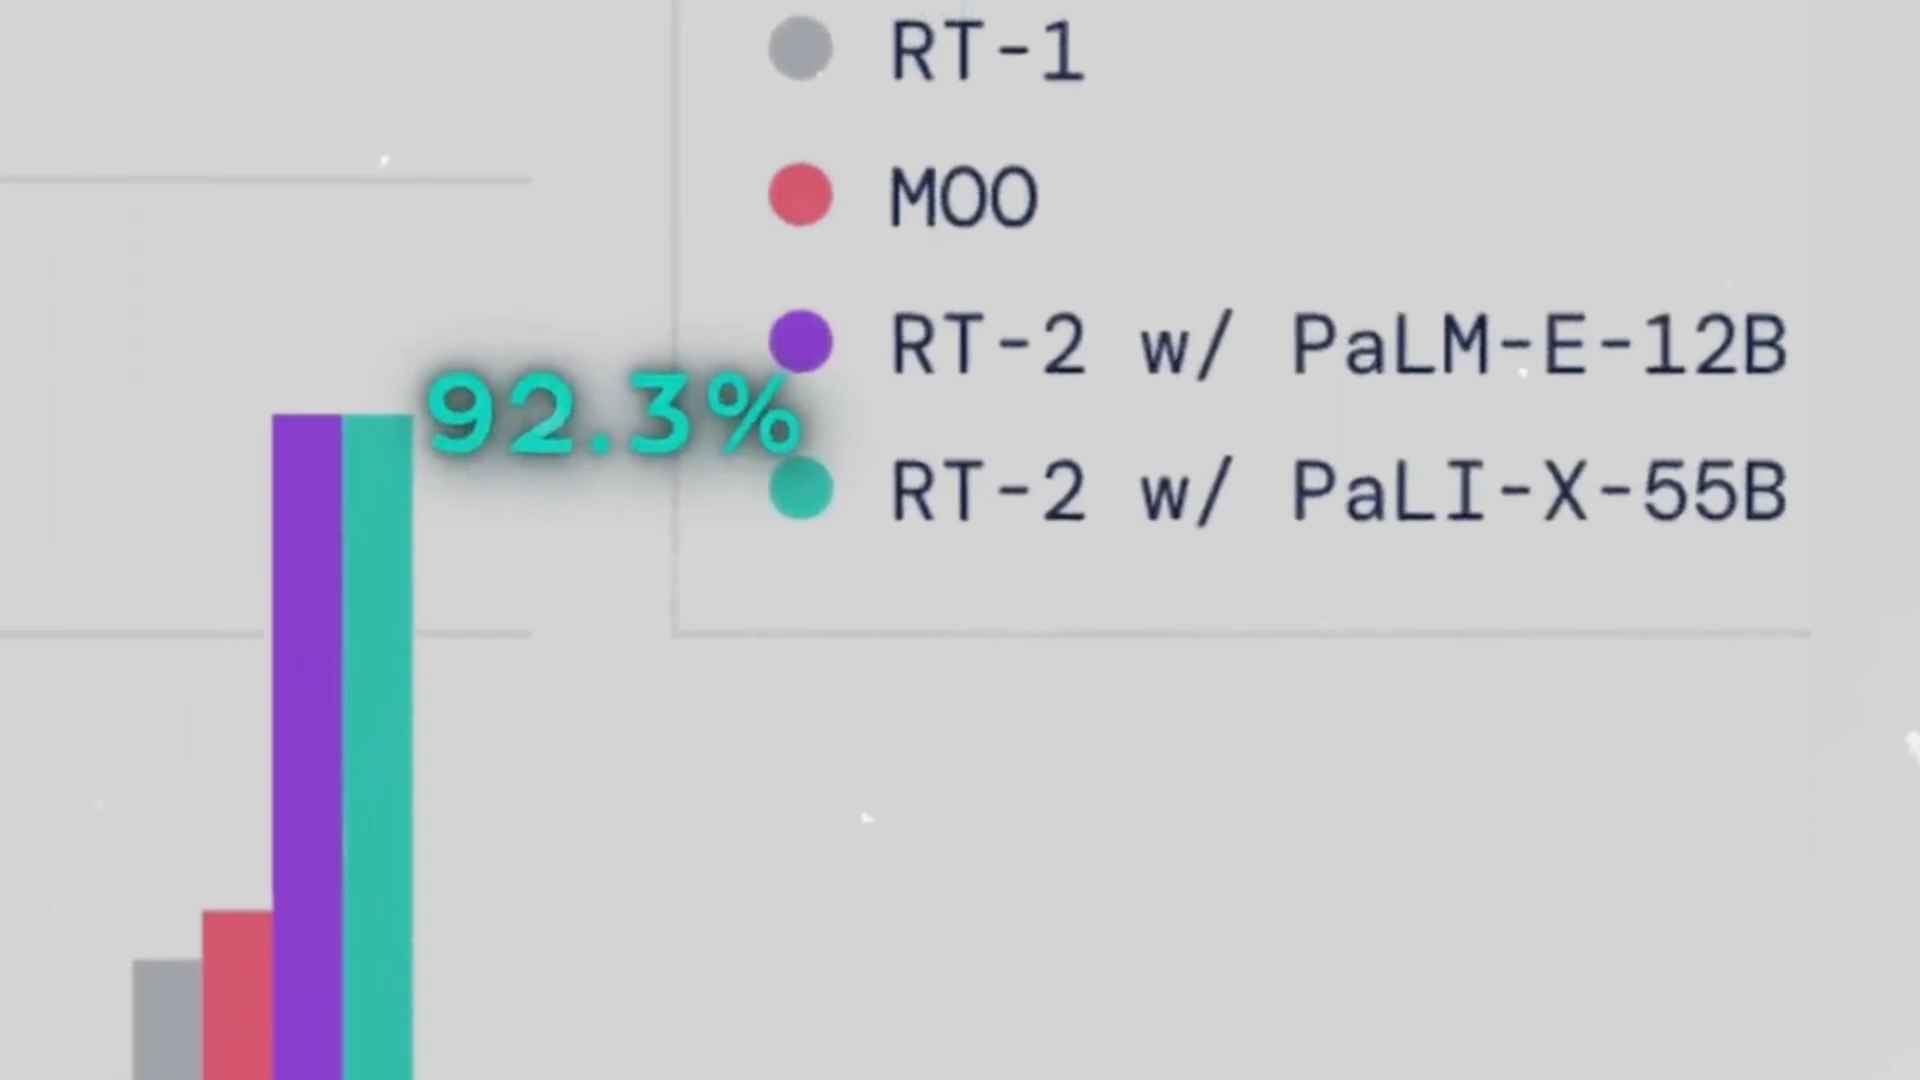 RT-1
MOO
RT-2 w/ PaLM-E-12B
92.3%
RT-2 w/ PaLI-X-55B